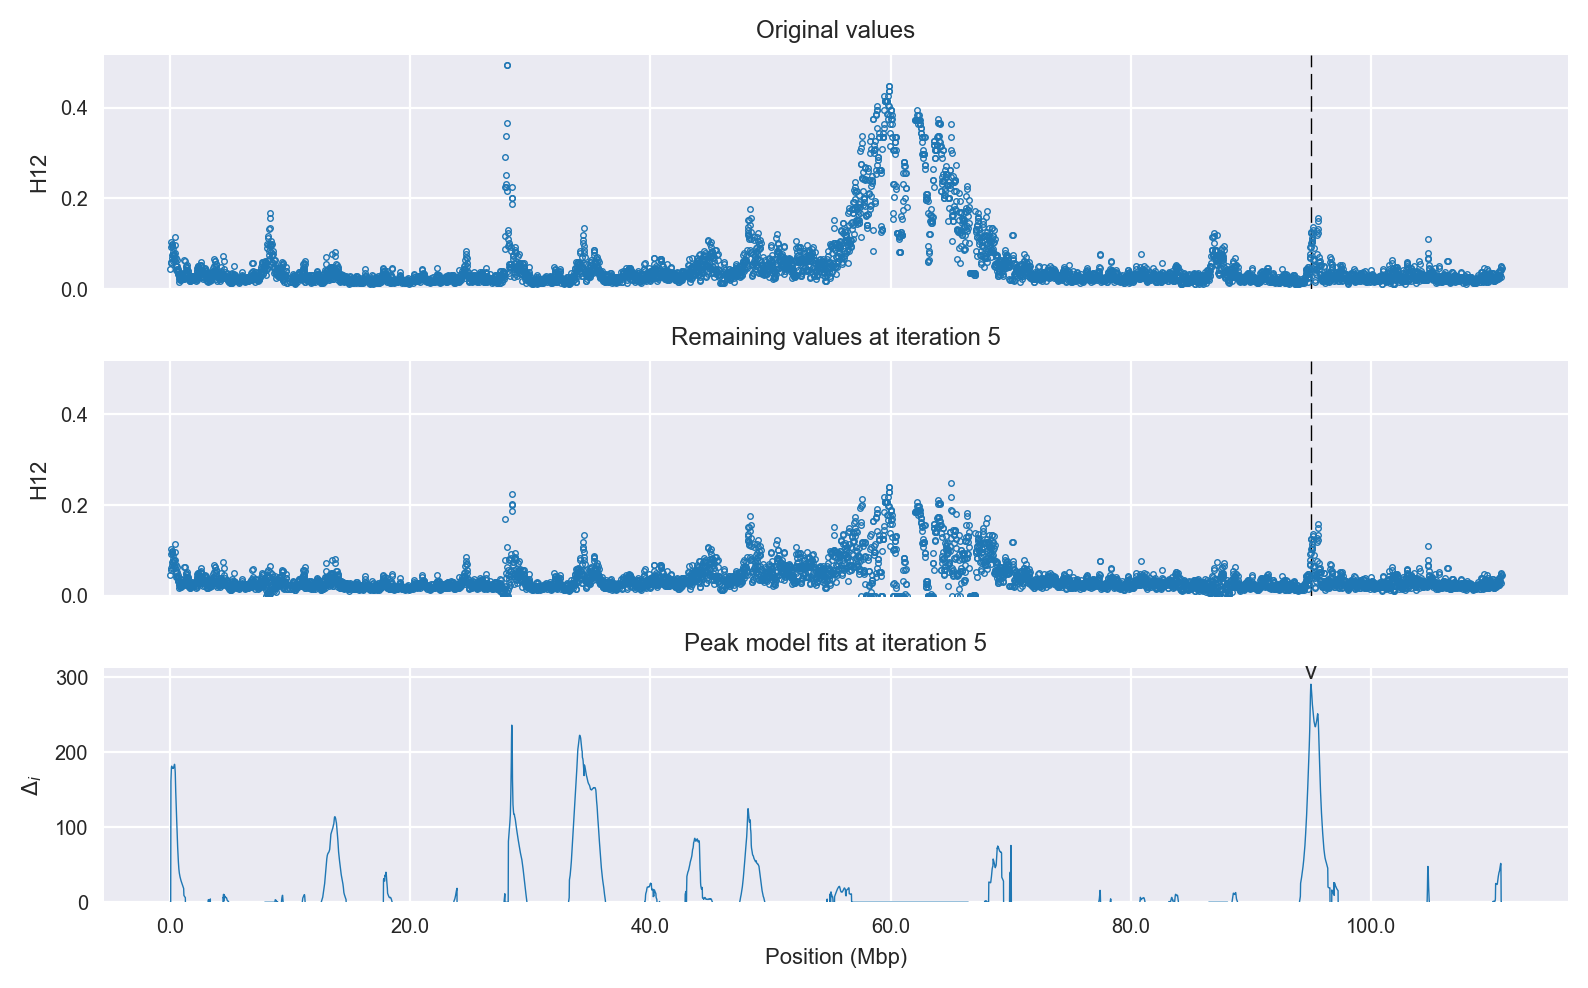 Original values
0.4
0.2
0.0
H12
Remaining values at iteration 5
0.4
0.2
0.0
H12
Peak model fits at iteration 5
v
300
200
100
0
Δi
0.0 20.0 40.0 60.0 80.0 100.0
Position (Mbp)